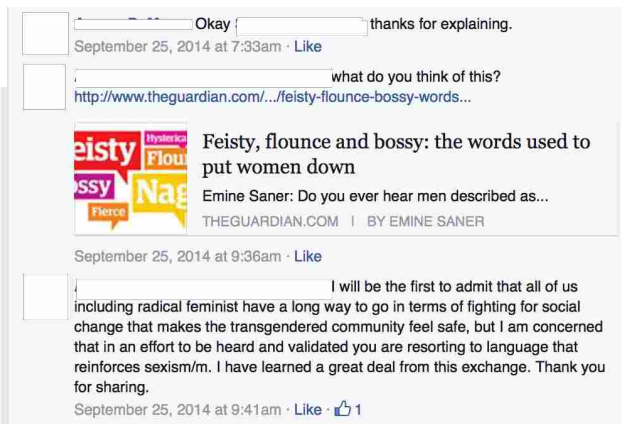 Okay thanks for explaining.
September 25, 2014 at 7:33am · Like
what do you think of this?
http://www.theguardian.com/.../feisty-flounce-bossy-words...
eisty
Hysterica
Flou
ossy
Nag
Fierce
Feisty, flounce and bossy: the words used to
put women down
Emine Saner: Do you ever hear men described as...
THEGUARDIAN.COM | BY EMINE SANER
September 25, 2014 at 9:36am · Like
I will be the first to admit that all of us
including radical feminist have a long way to go in terms of fighting for social
change that makes the transgendered community feel safe, but I am concerned
that in an effort to be heard and validated you are resorting to language that
reinforces sexism/m. I have learned a great deal from this exchange. Thank you
for sharing.
September 25, 2014 at 9:41am · Like · 1